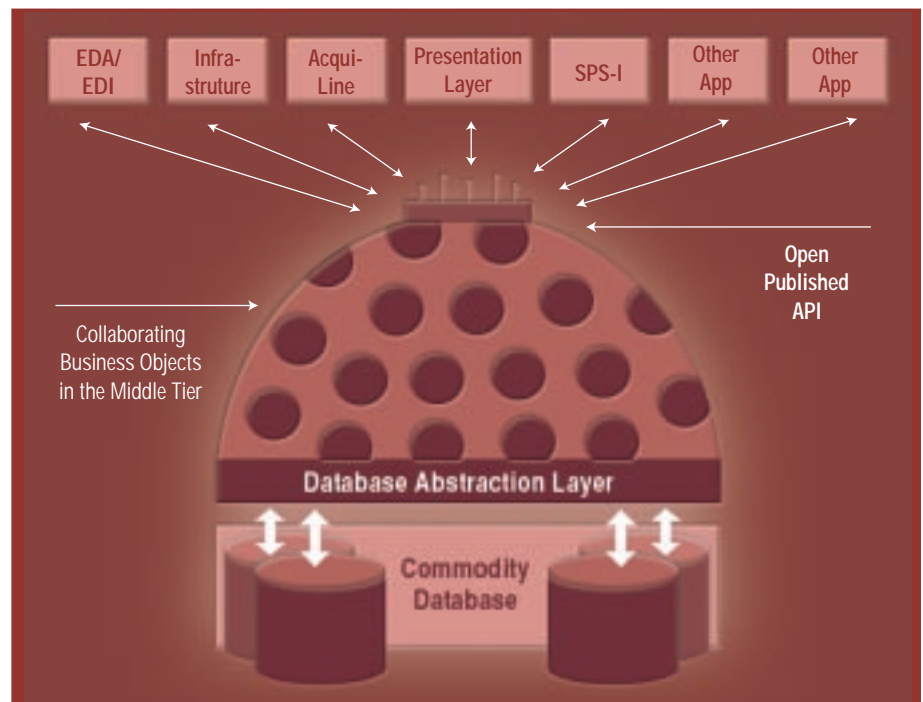 EDA/
EDI
Infra-
struture
Acqui-
Line
Presentation
Layer
SPS-I
Other
App
Other
App
Open
Published
API
Collaborating
Business Objects
in the Middle Tier
Database Abstraction Layer
Commodity
Database